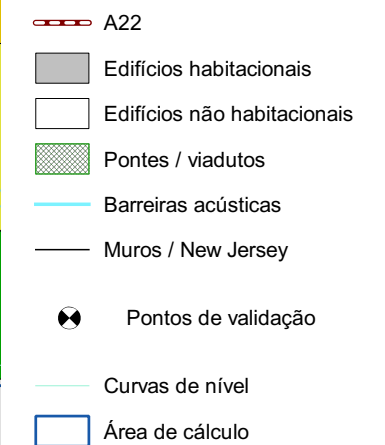 A22
Edifícios habitacionais
Edifícios não habitacionais
Pontes / viadutos
Barreiras acústicas
Muros / New Jersey
Pontos de validação
Curvas de nível
Área de cálculo